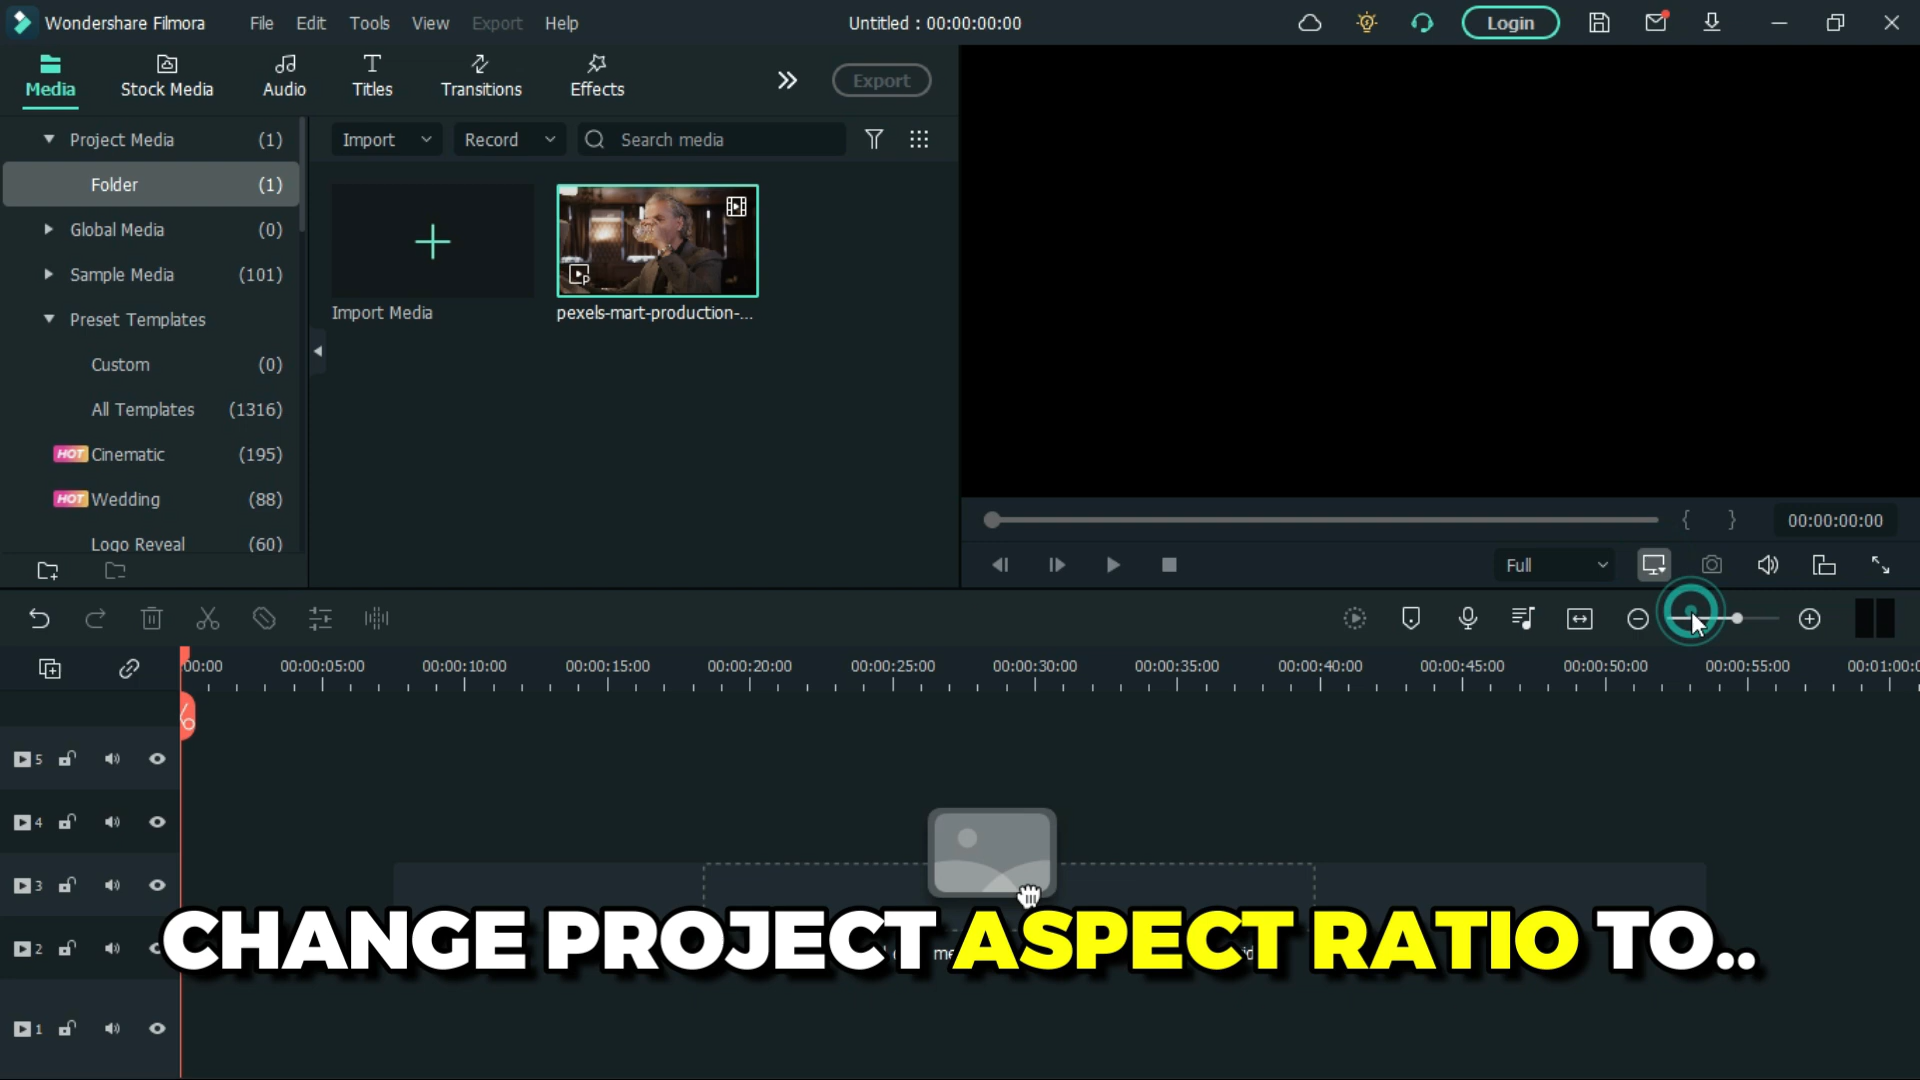 Wondershare Filmora File Edit Tools View Export Help Untitled : 00:00:00:00 Login
Media Stock Media Audio Titles Transitions Effects Export
Project Media (1)
Folder (1)
Global Media (0)
Sample Media (101)
Preset Templates
Custom (0)
All Templates (1316)
HOT Cinematic (195)
HOT Wedding (88)
Logo Reveal (60)
Import Record Search media
Import Media pexels-mart-production-...
{ } 00:00:00:00
Full
00:00 00:00:05:00 00:00:10:00 00:00:15:00 00:00:20:00 00:00:25:00 00:00:30:00 00:00:35:00 00:00:40:00 00:00:45:00 00:00:50:00 00:00:55:00 00:01:00:0
5
4
3
2
1
CHANGE PROJECT ASPECT RATIO TO..